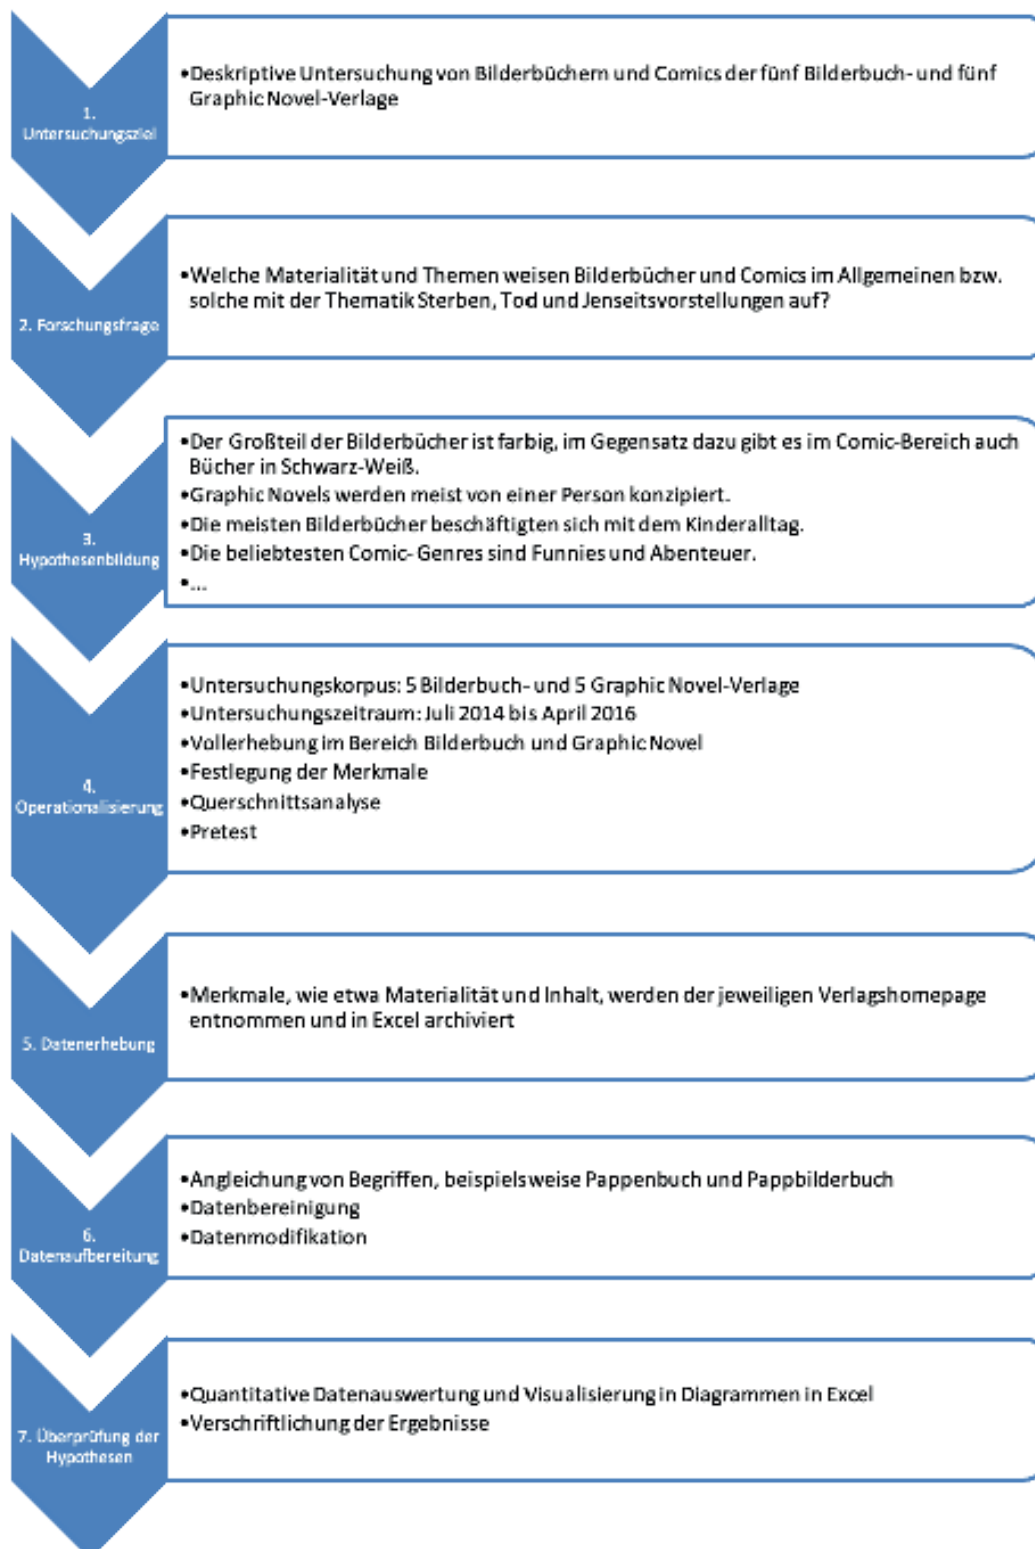 1.
Untersuchungsziel
•Deskriptive Untersuchung von Bilderbüchern und Comics der fünf Bilderbuch- und fünf
Graphic Novel-Verlage
2. Forschungsfrage
•Welche Materialität und Themen weisen Bilderbücher und Comics im Allgemeinen bzw.
solche mit der Thematik Sterben, Tod und Jenseitsvorstellungen auf?
3.
Hypothesenbildung
•Der Großteil der Bilderbücher ist farbig, im Gegensatz dazu gibt es im Comic-Bereich auch
Bücher in Schwarz-Weiß.
•Graphic Novels werden meist von einer Person konzipiert.
•Die meisten Bilderbücher beschäftigten sich mit dem Kinderalltag.
•Die beliebtesten Comic- Genres sind Funnies und Abenteuer.
•...
4.
Operationalisierung
•Untersuchungskorpus: 5 Bilderbuch- und 5 Graphic Novel-Verlage
•Untersuchungszeitraum: Juli 2014 bis April 2016
•Vollerhebung im Bereich Bilderbuch und Graphic Novel
•Festlegung der Merkmale
•Querschnittsanalyse
•Pretest
5. Datenerhebung
•Merkmale, wie etwa Materialität und Inhalt, werden der jeweiligen Verlagshomepage
entnommen und in Excel archiviert
6.
Datenaufbereitung
•Angleichung von Begriffen, beispielsweise Pappenbuch und Pappbilderbuch
•Datenbereinigung
•Datenmodifikation
7. Überprüfung der
Hypothesen
•Quantitative Datenauswertung und Visualisierung in Diagrammen in Excel
•Verschriftlichung der Ergebnisse